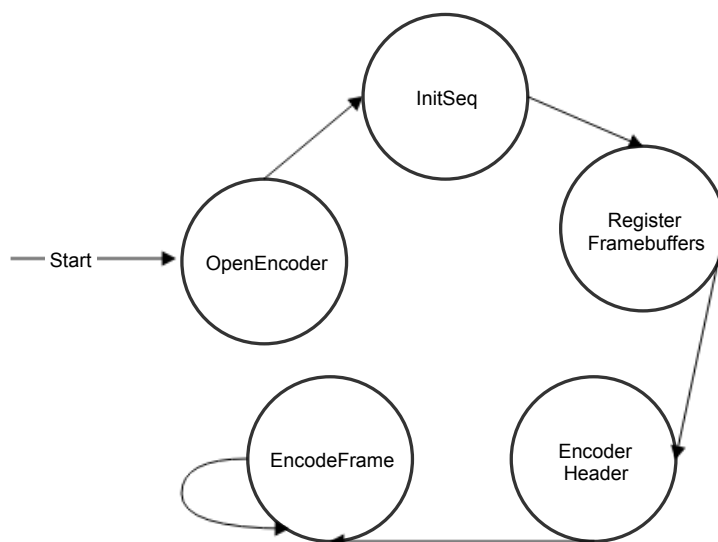 InitSeq
Register
Framebuffers
Start
OpenEncoder
EncodeFrame
Encoder
Header